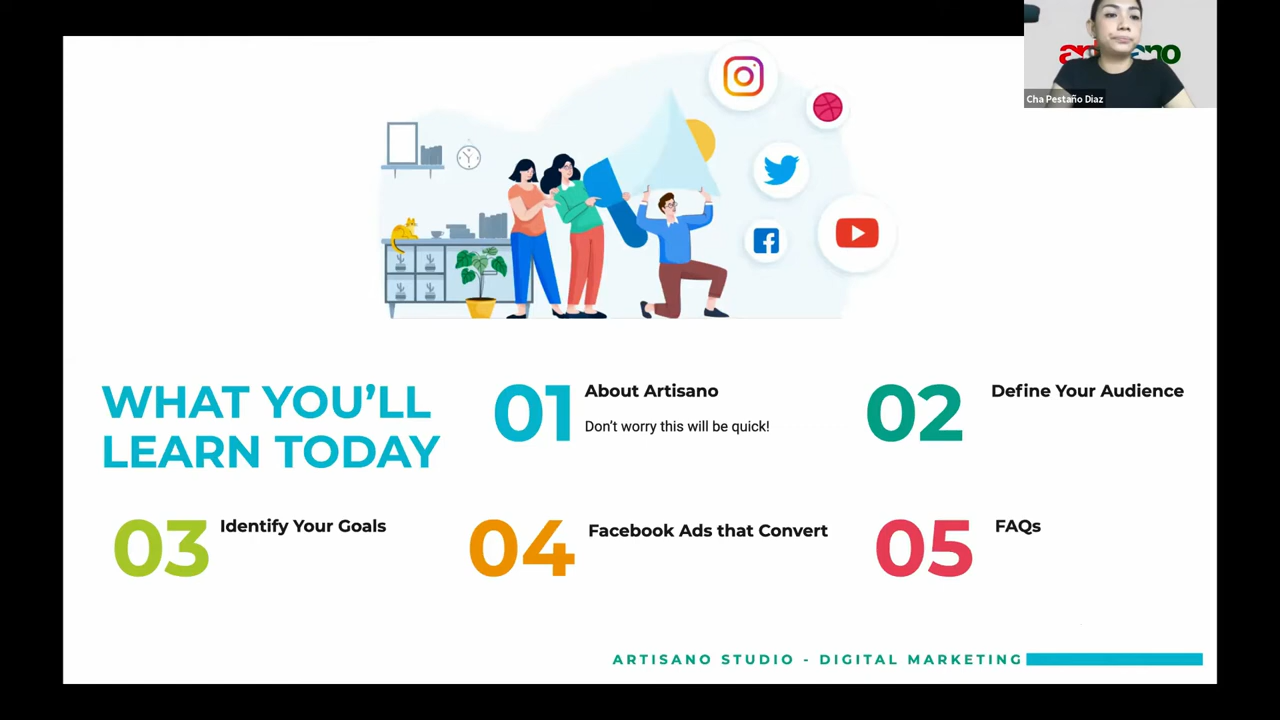 Cha Pestaño Diaz
WHAT YOU'LL
LEARN TODAY
01
About Artisano
Don't worry this will be quick!
02
Define Your Audience
03
Identify Your Goals
04
Facebook Ads that Convert
05
FAQs
ARTISANO STUDIO - DIGITAL MARKETING